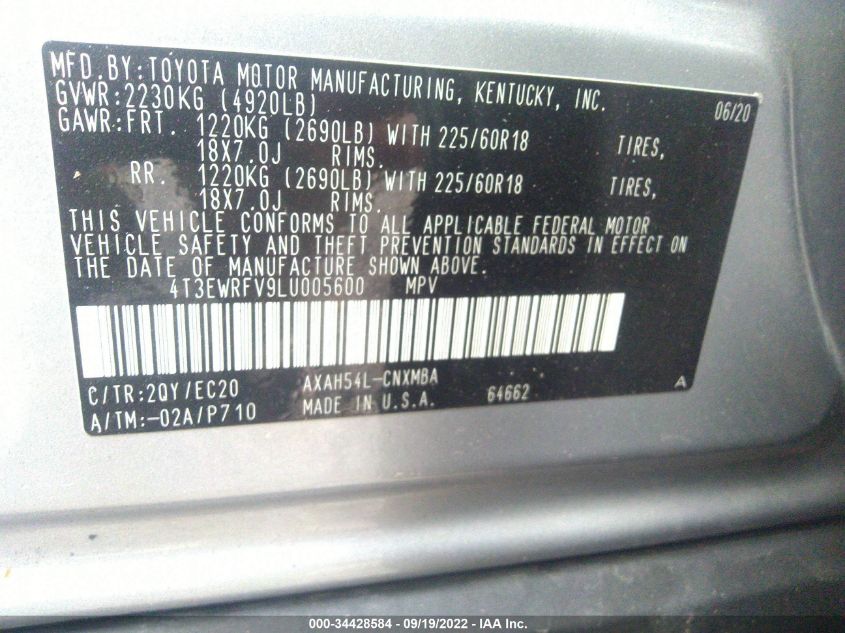 MFD.BY:TOYOTA MOTOR MANUFACTURING, KENTUCKY, INC.
GVWR:2230KG (4920LB) 06/20
GAWR:FRT. 1220KG (2690LB) WITH 225/60R18 TIRES,
18X7.0J RIMS.
RR. 1220KG (2690LB) WITH 225/60R18 TIRES,
18X7.0J RIMS.
THIS VEHICLE CONFORMS TO ALL APPLICABLE FEDERAL MOTOR
VEHICLE SAFETY AND THEFT PREVENTION STANDARDS IN EFFECT ON
THE DATE OF MANUFACTURE SHOWN ABOVE.
4T3EWRFV9LU005600 MPV
C/TR:2QY/EC20 AXAH54L-CNXMBA A
A/TM:-02A/P710 MADE IN U.S.A. 64662
000-34428584 - 09/19/2022 - IAA Inc.